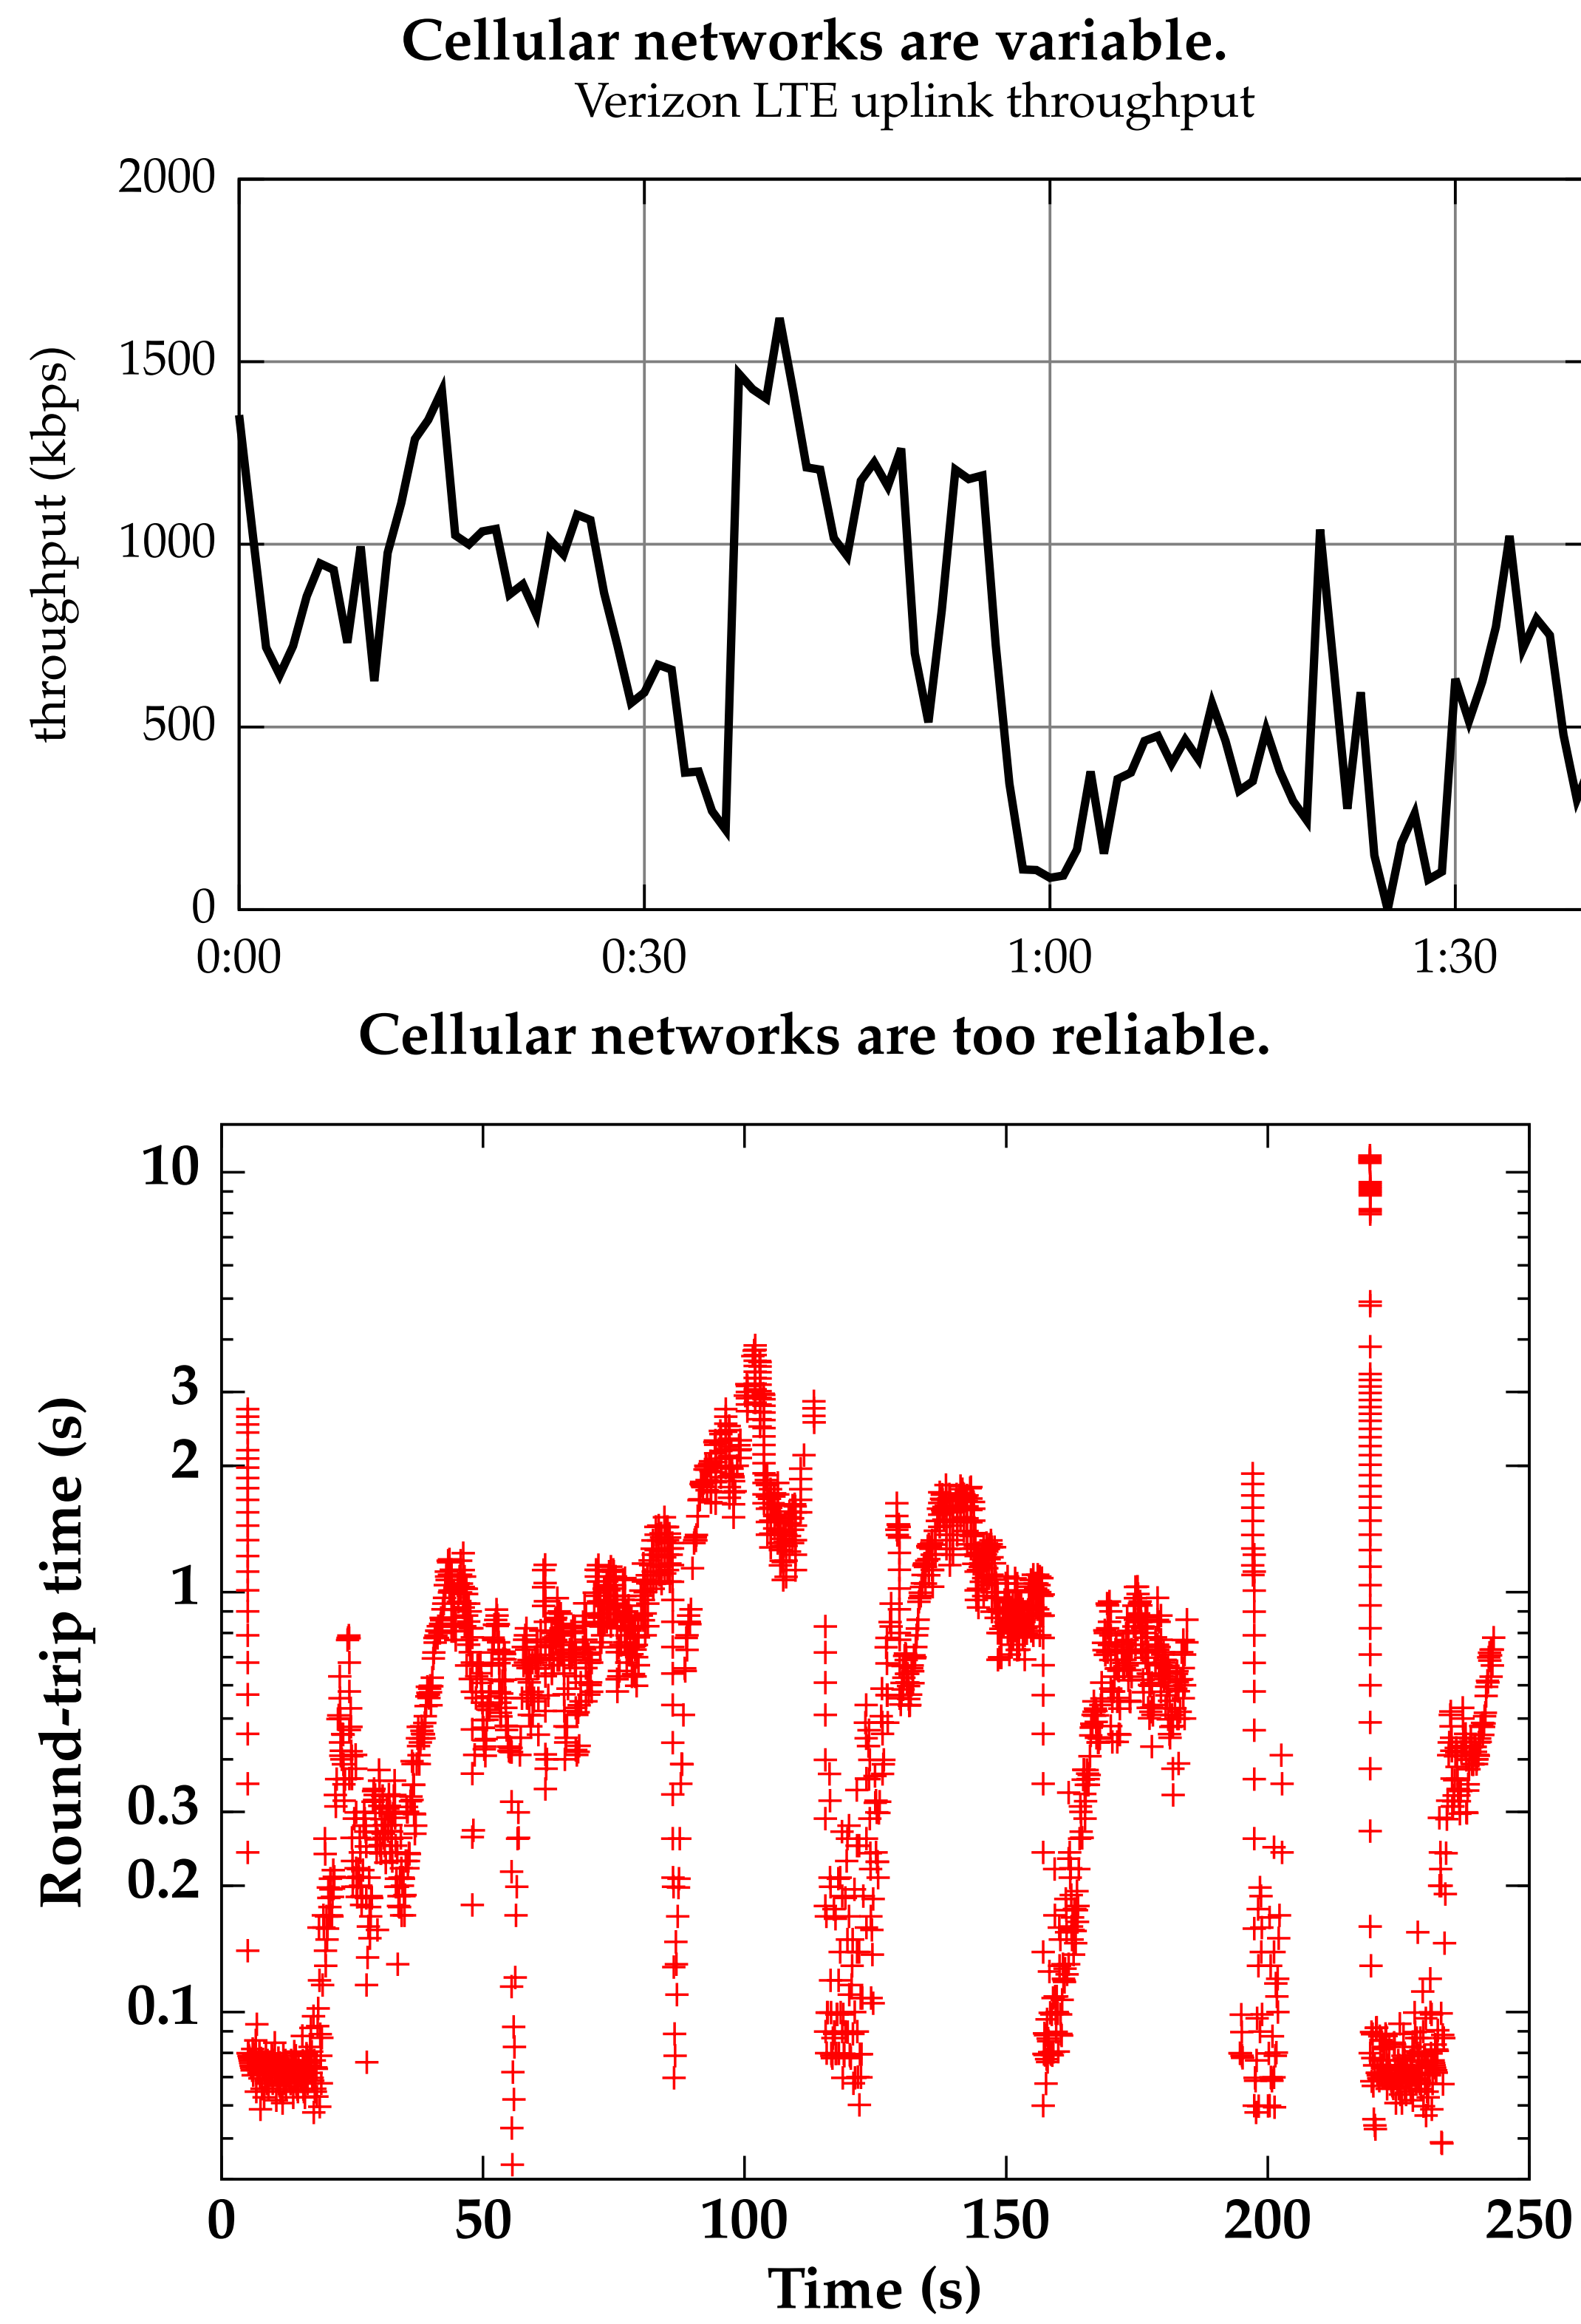 Cellular networks are variable.
Verizon LTE uplink throughput
2000
1500
1000
500
0
throughput (kbps)
0:00 0:30 1:00 1:30
Cellular networks are too reliable.
10
3
2
1
0.3
0.2
0.1
Round-trip time (s)
0 50 100 150 200 250
Time (s)